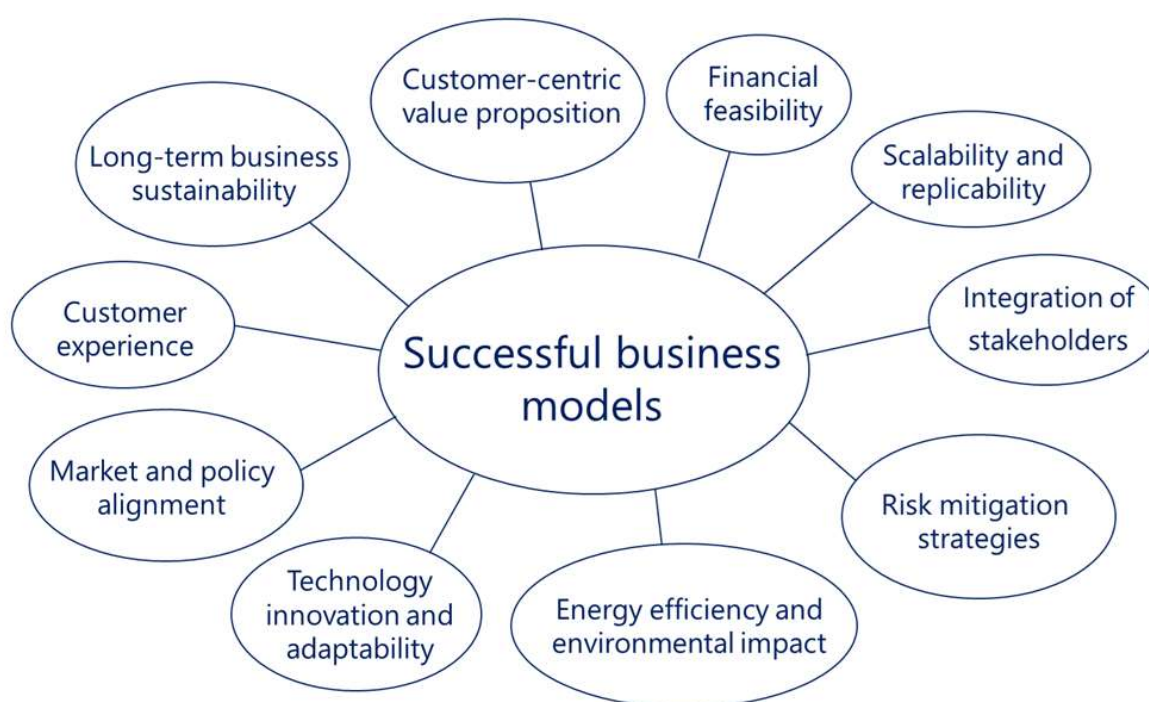 Customer-centric
value proposition
Financial
feasibility
Long-term business
sustainability
Scalability and
replicability
Customer
experience
Integration of
stakeholders
Successful business
models
Market and policy
alignment
Risk mitigation
strategies
Technology
innovation and
adaptability
Energy efficiency and
environmental impact